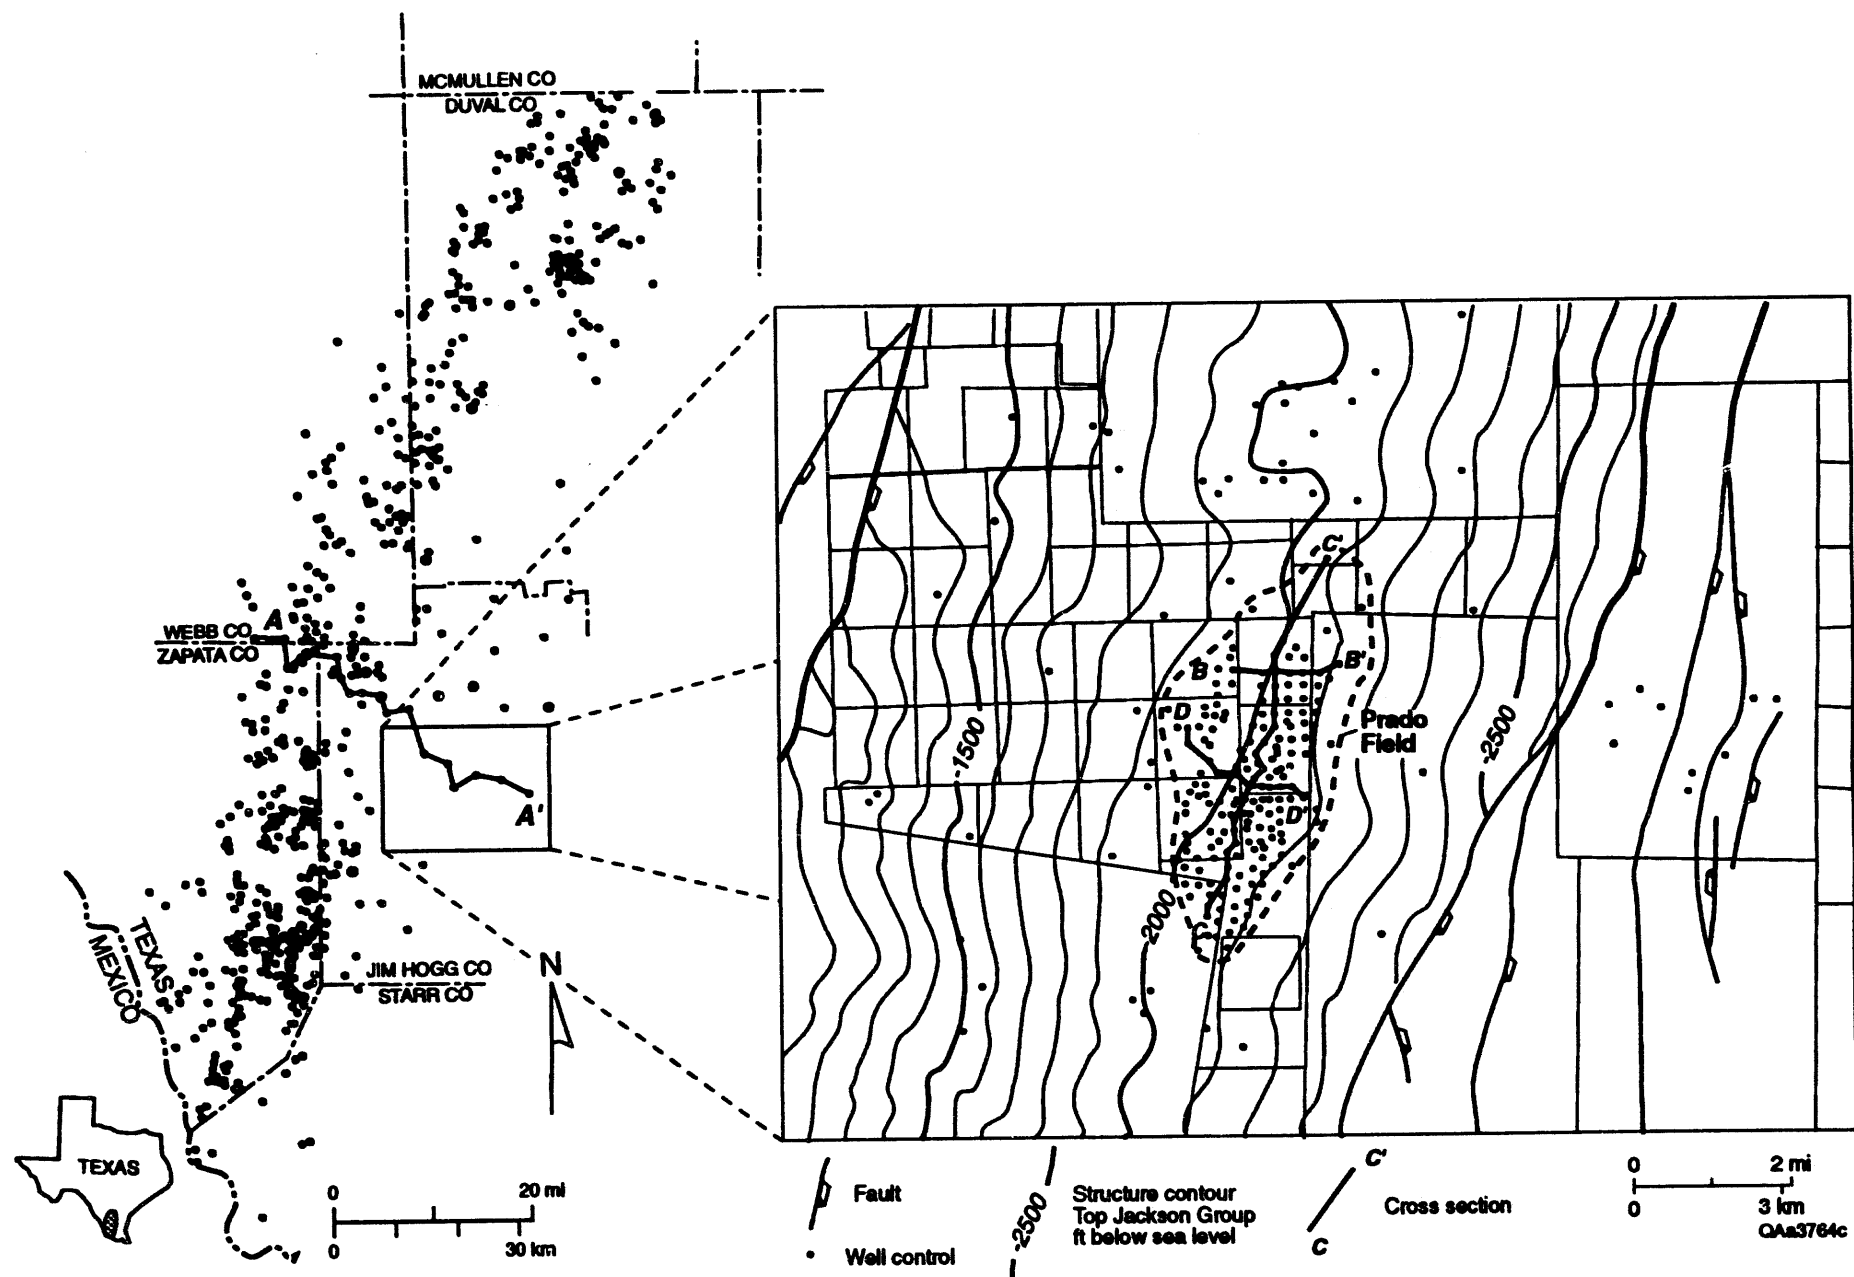 MCMULLEN CO
DUVAL CO
WEBB CO
A
ZAPATA CO
A'
TEXAS
MEXICO
JIM HOGG CO
STARR CO
N
TEXAS
0 20 mi
0 30 km
C'
B
B'
D
Prado
Field
-1500
-2500
D'
-2000
C
Fault
Well control
-2500
Structure contour
Top Jackson Group
ft below sea level
C'
C
Cross section
0 2 mi
0 3 km
QAa3764c